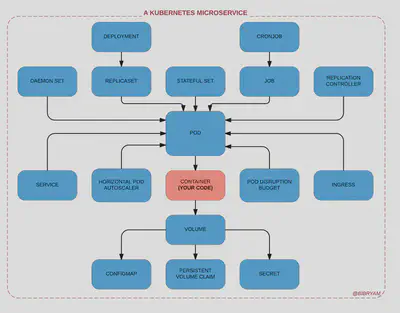 A KUBERNETES MICROSERVICE
DEPLOYMENT
CRONJOB
DAEMON SET
REPLICASET
STATEFUL SET
JOB
REPLICATION
CONTROLLER
POD
SERVICE
HORIZONTAL POD
AUTOSCALER
CONTAINER
(YOUR CODE)
POD DISRUPTION
BUDGET
INGRESS
VOLUME
CONFIGMAP
PERSISTENT
VOLUME CLAIM
SECRET
@BIBRYAM